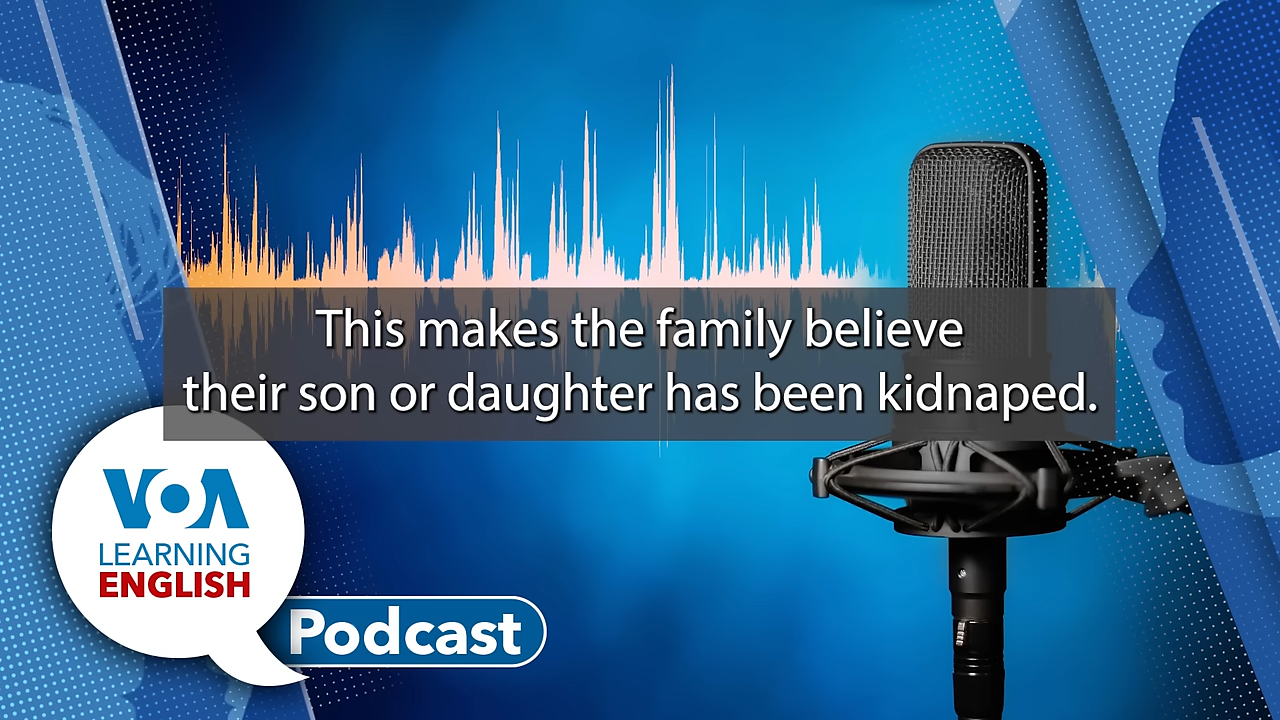 This makes the family believe
their son or daughter has been kidnaped.
VOA
LEARNING
ENGLISH
Podcast